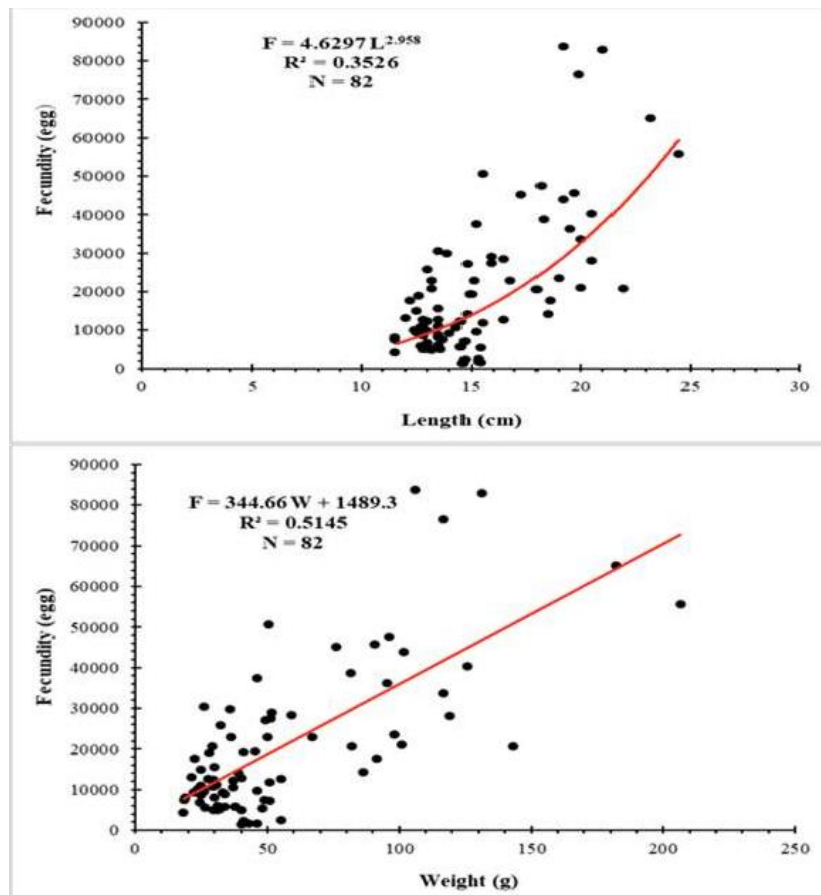 90000
80000
70000
60000
50000
40000
30000
20000
10000
0
Fecundity (egg)
F = 4.6297 L^2.958
R² = 0.3526
N = 82
0 5 10 15 20 25 30
Length (cm)
90000
80000
70000
60000
50000
40000
30000
20000
10000
0
Fecundity (egg)
F = 344.66 W + 1489.3
R² = 0.5145
N = 82
0 50 100 150 200 250
Weight (g)